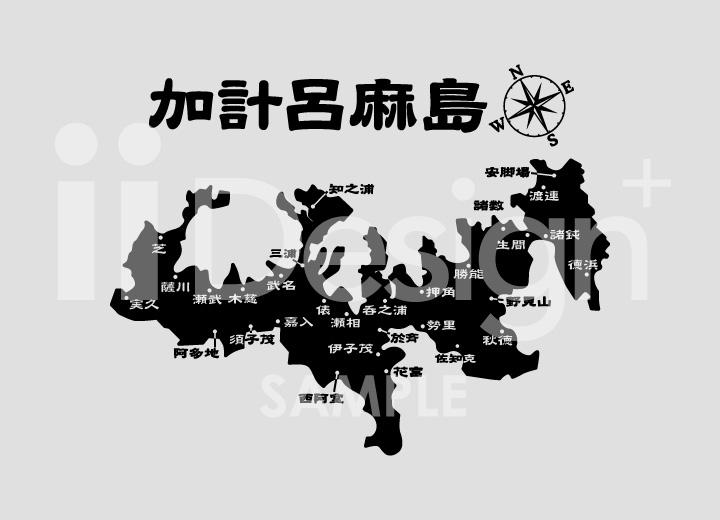 加計呂麻島
N
E
W
S
安脚場
渡連
知之浦
諸数
諸鈍
生間
芝
三浦
徳浜
勝能
薩川
武名
押角
実久
瀬武
木慈
俵
呑之浦
野見山
嘉入
瀬相
勢里
須子茂
於斉
秋徳
阿多地
伊子茂
佐知克
花富
西阿室
iiDesign+
SAMPLE